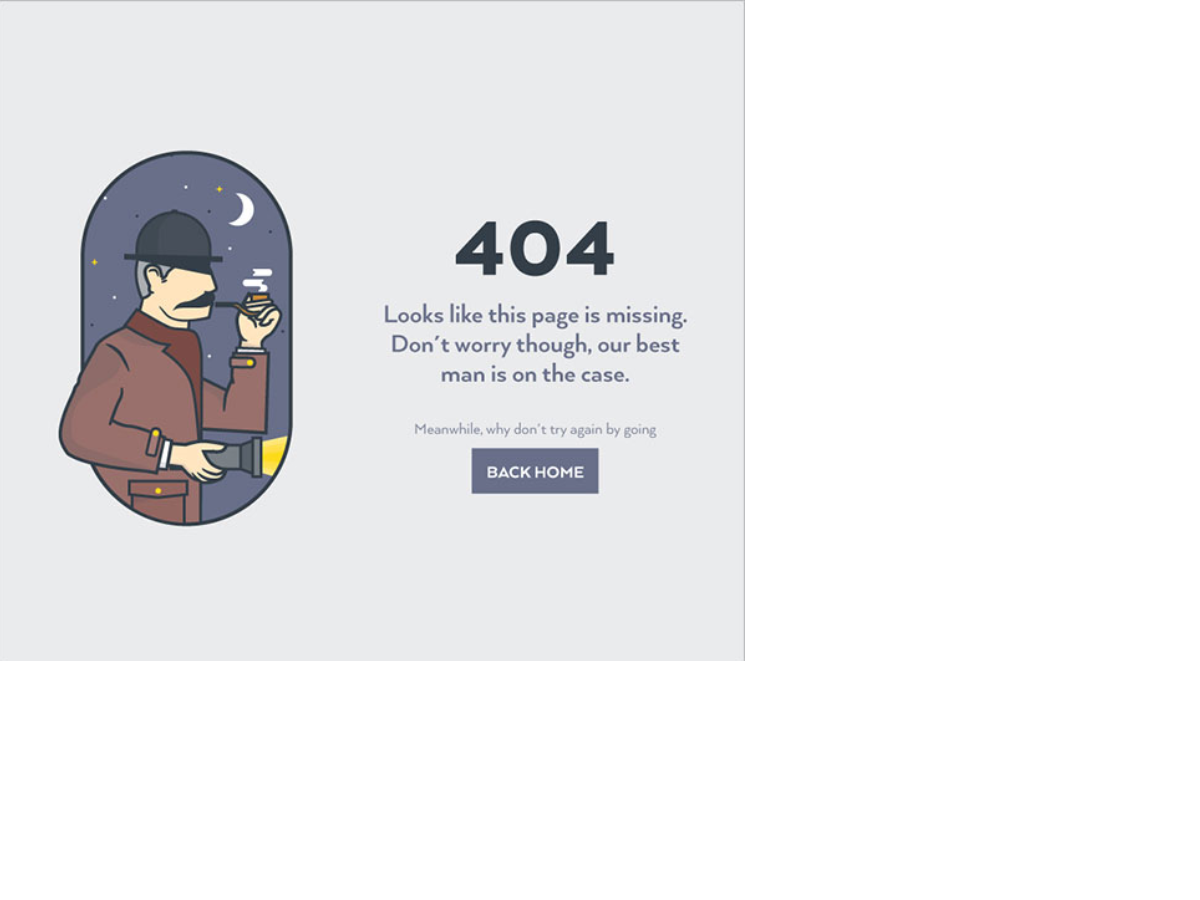 404
Looks like this page is missing.
Don't worry though, our best
man is on the case.
Meanwhile, why don't try again by going
BACK HOME